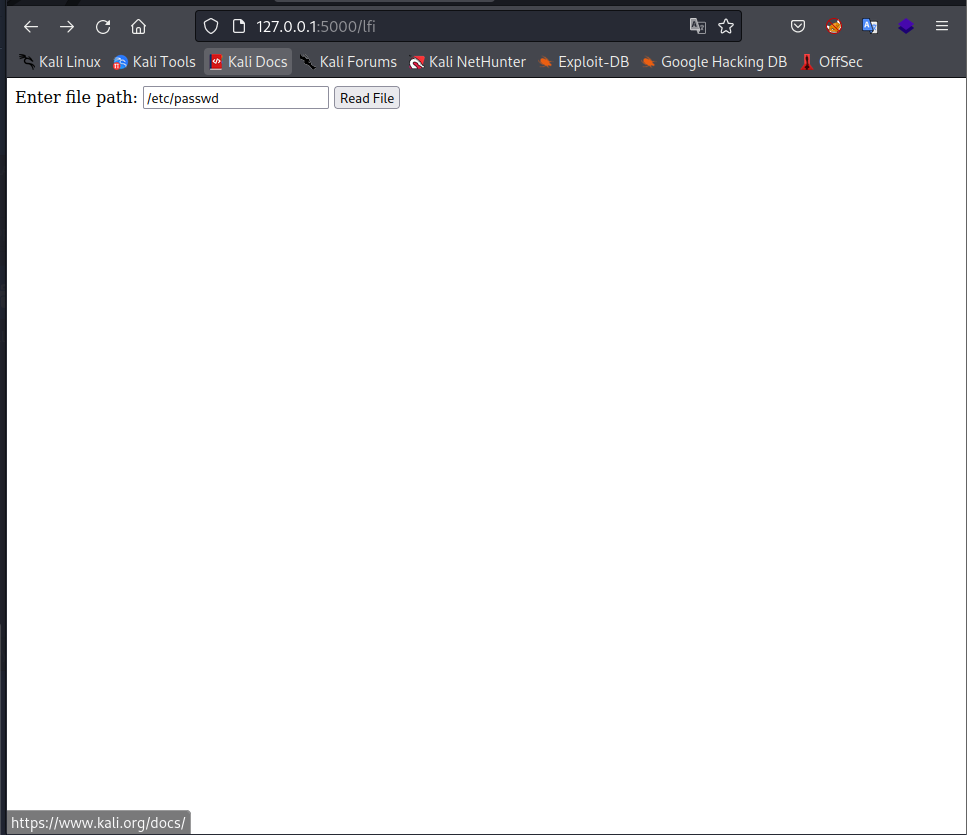 127.0.0.1:5000/lfi
Kali Linux Kali Tools Kali Docs Kali Forums Kali NetHunter Exploit-DB Google Hacking DB OffSec
Enter file path: /etc/passwd Read File
https://www.kali.org/docs/